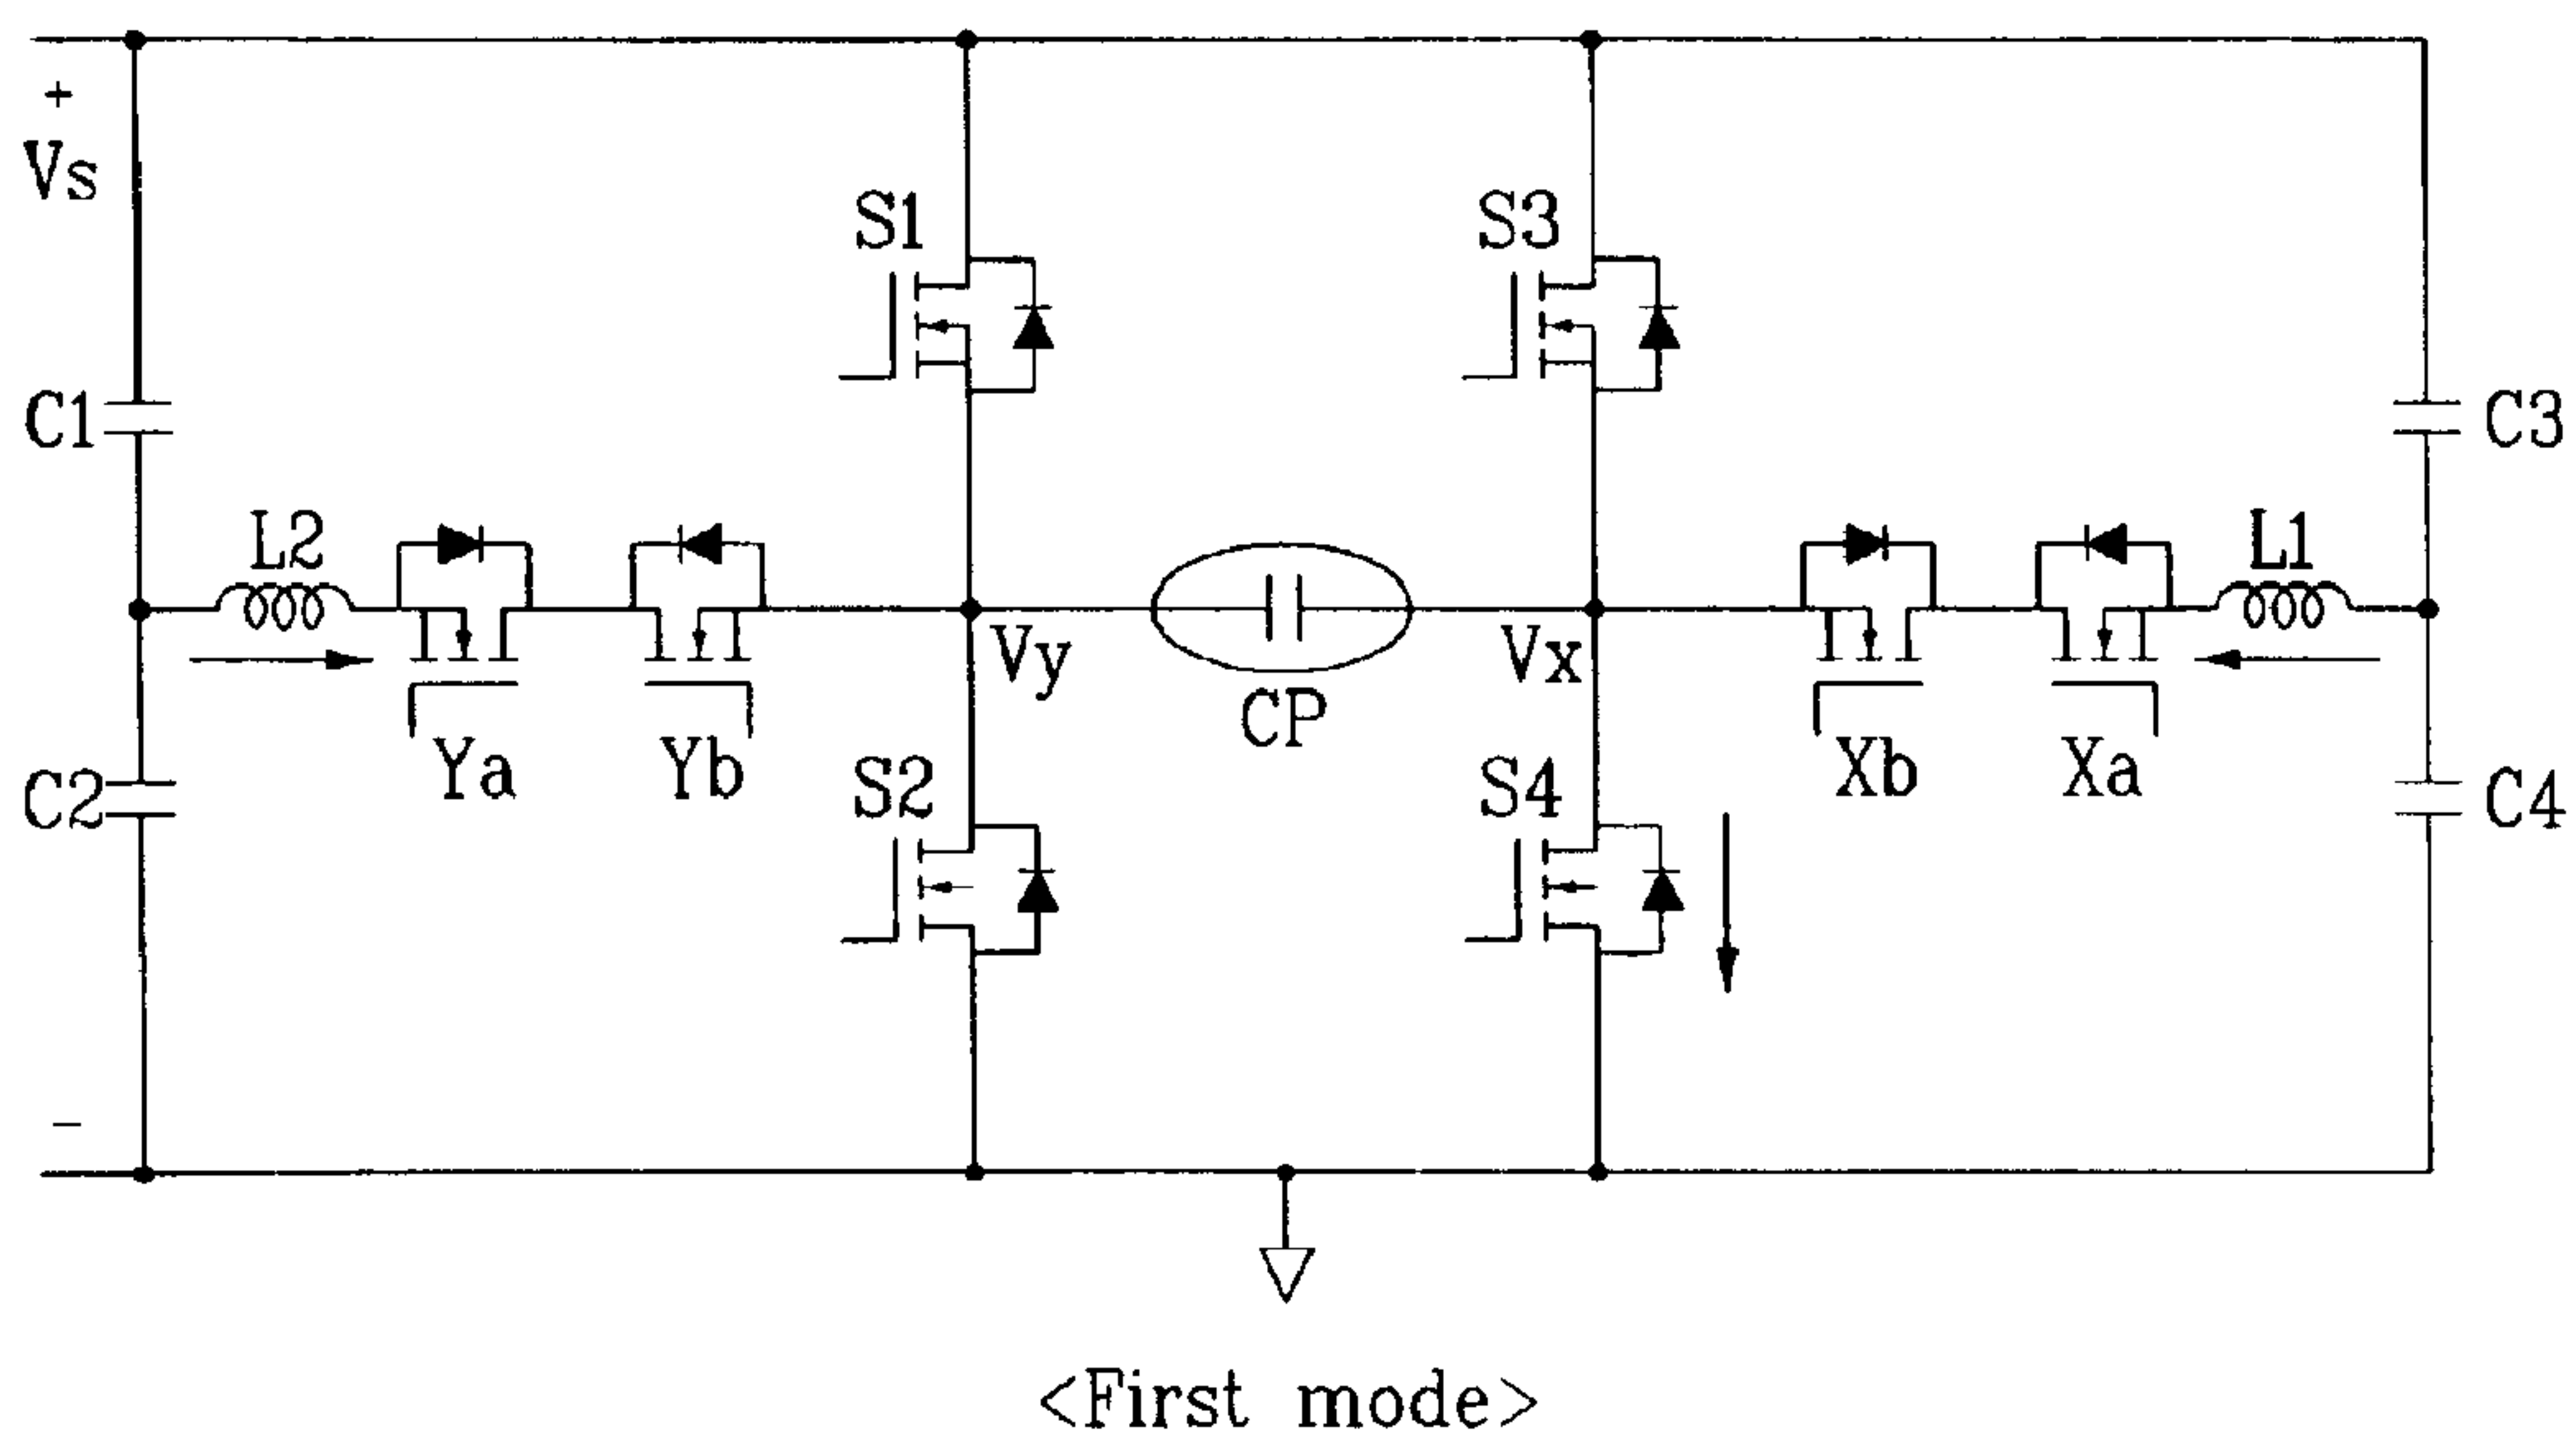 +
Vs
S1
S3
C1
C3
L2
L1
Vy
Vx
CP
Ya
Yb
Xb
Xa
C2
S2
S4
C4
−
<First mode>